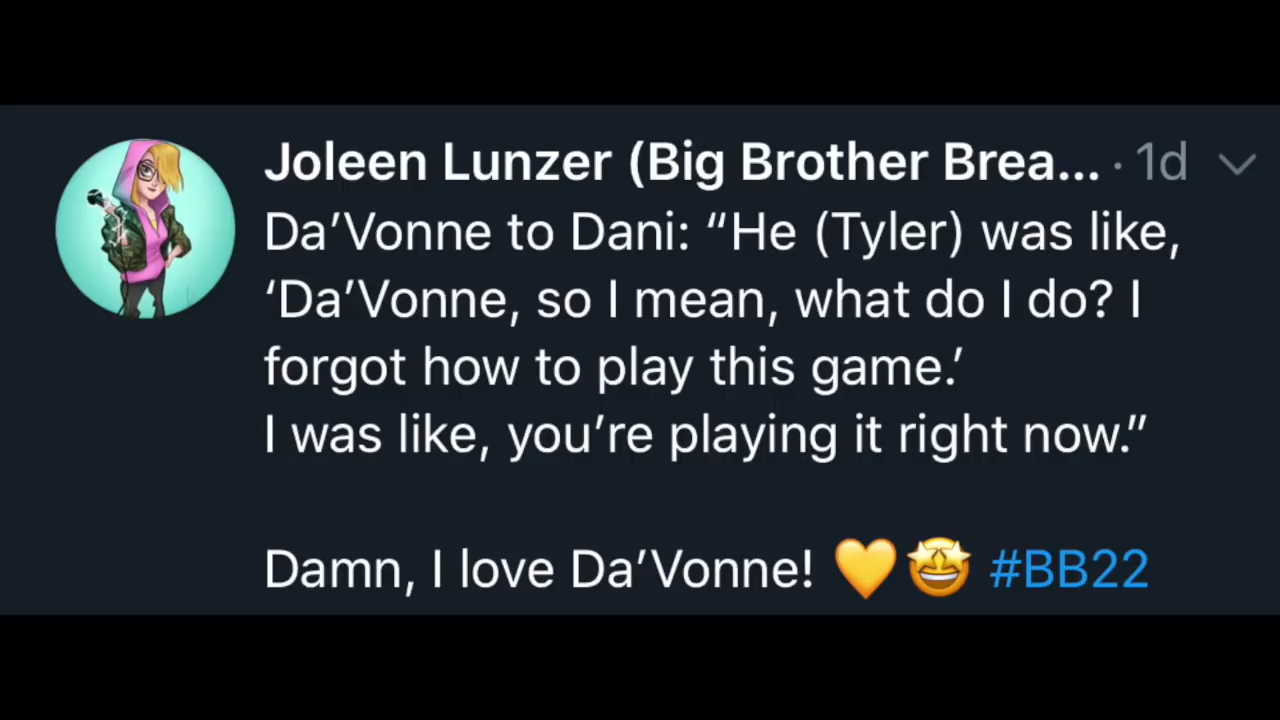 Joleen Lunzer (Big Brother Brea... · 1d
Da’Vonne to Dani: “He (Tyler) was like,
‘Da’Vonne, so I mean, what do I do? I
forgot how to play this game.’
I was like, you’re playing it right now.”
Damn, I love Da’Vonne! 💛🤩 #BB22